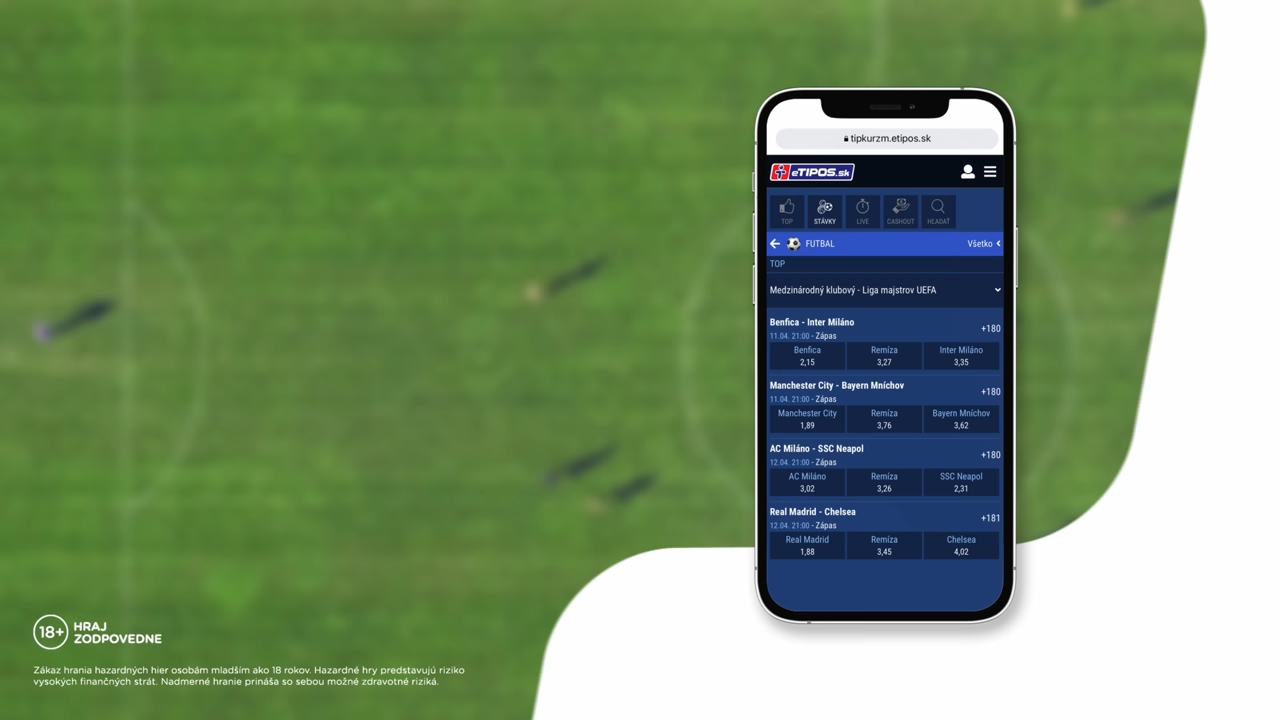 tipkurzm.etipos.sk
eTIPOS.sk
TOP
STÁVKY
LIVE
CASHOUT
HĽADAŤ
FUTBAL
Všetko
TOP
Medzinárodný klubový - Liga majstrov UEFA
Benfica - Inter Miláno
+180
11.04. 21:00 - Zápas
Benfica Remíza Inter Miláno
2,15 3,27 3,35
Manchester City - Bayern Mníchov
+180
11.04. 21:00 - Zápas
Manchester City Remíza Bayern Mníchov
1,89 3,76 3,62
AC Miláno - SSC Neapol
+180
12.04. 21:00 - Zápas
AC Miláno Remíza SSC Neapol
3,02 3,26 2,31
Real Madrid - Chelsea
+181
12.04. 21:00 - Zápas
Real Madrid Remíza Chelsea
1,88 3,45 4,02
18+ HRAJ
ZODPOVEDNE
Zákaz hrania hazardných hier osobám mladším ako 18 rokov. Hazardné hry predstavujú riziko
vysokých finančných strát. Nadmerné hranie prináša so sebou možné zdravotné riziká.